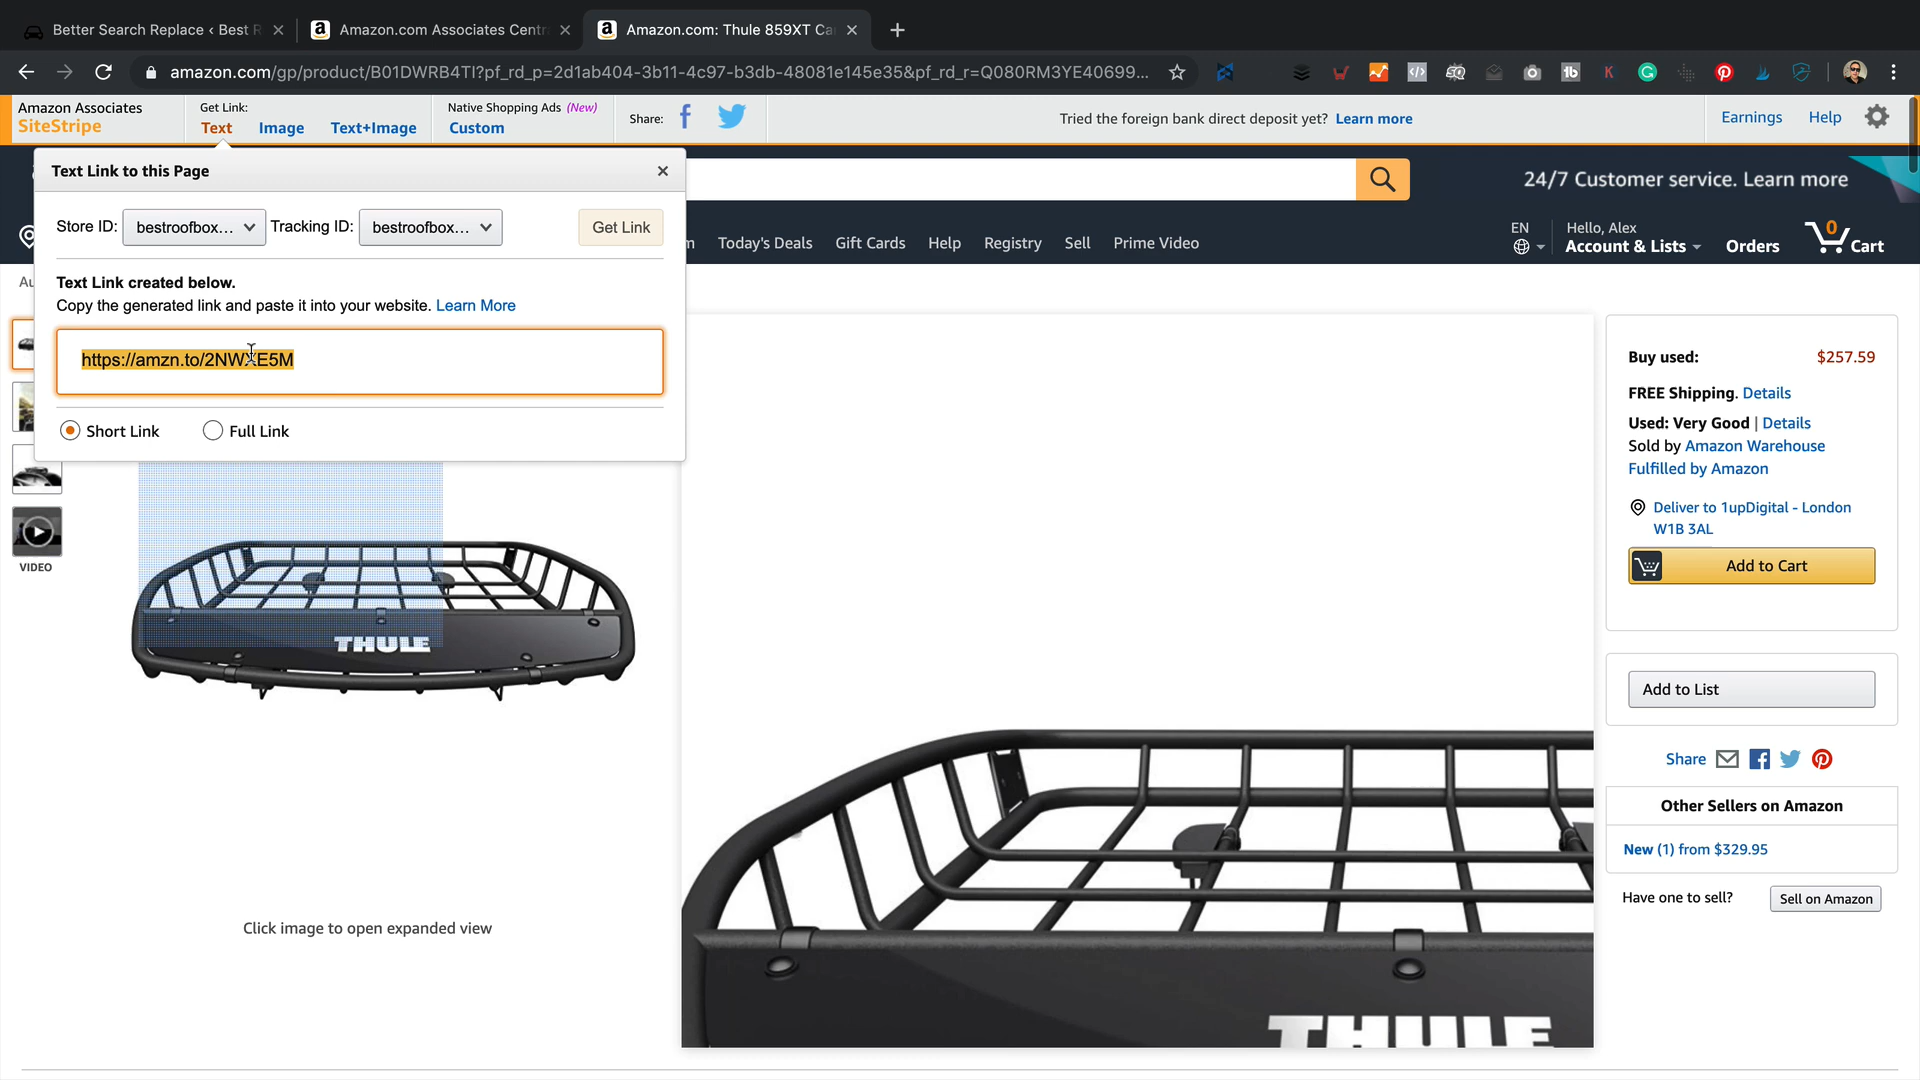 Better Search Replace ‹ Best R
Amazon.com Associates Centr
Amazon.com: Thule 859XT Ca
amazon.com/gp/product/B01DWRB4TI?pf_rd_p=2d1ab404-3b11-4c97-b3db-48081e145e35&pf_rd_r=Q080RM3YE40699...
Amazon Associates
SiteStripe
Get Link:
Text
Image
Text+Image
Native Shopping Ads (New)
Custom
Share:
Tried the foreign bank direct deposit yet? Learn more
Earnings
Help
Text Link to this Page
Store ID:
bestroofbox...
Tracking ID:
bestroofbox...
Get Link
Text Link created below.
Copy the generated link and paste it into your website. Learn More
https://amzn.to/2NWXE5M
Short Link
Full Link
24/7 Customer service. Learn more
Today's Deals
Gift Cards
Help
Registry
Sell
Prime Video
EN
Hello, Alex
Account & Lists
Orders
0
Cart
VIDEO
THULE
Click image to open expanded view
THULE
Buy used:
$257.59
FREE Shipping. Details
Used: Very Good | Details
Sold by Amazon Warehouse
Fulfilled by Amazon
Deliver to 1upDigital - London
W1B 3AL
Add to Cart
Add to List
Share
Other Sellers on Amazon
New (1) from $329.95
Have one to sell?
Sell on Amazon